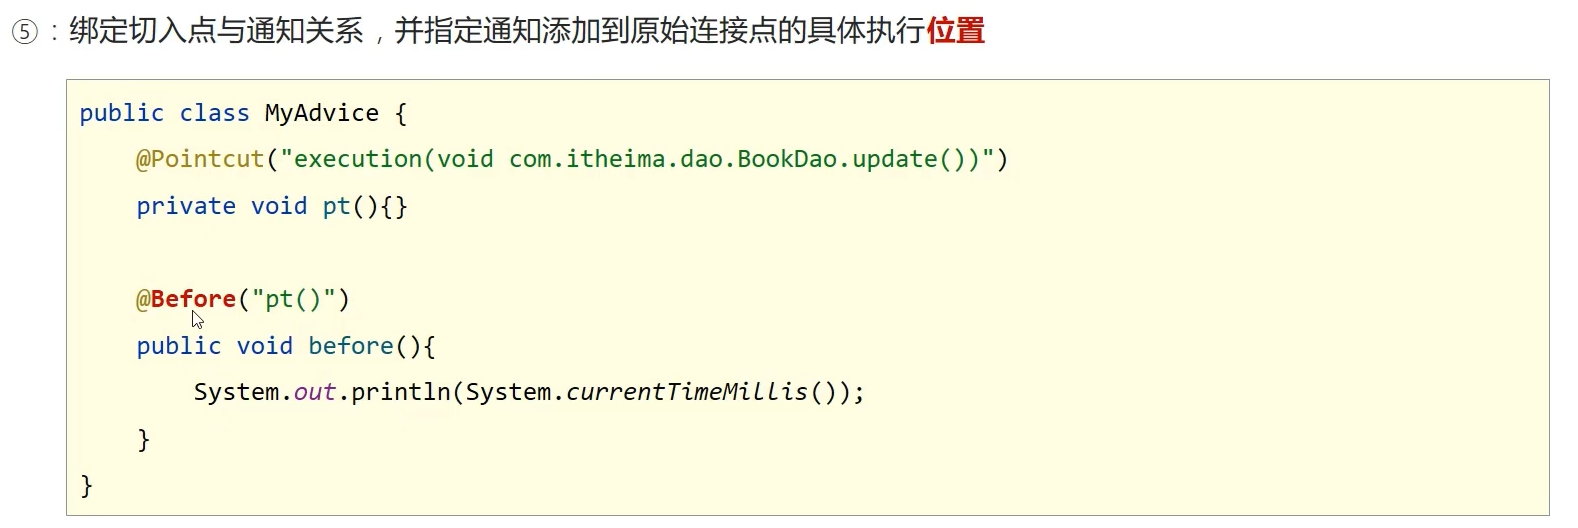 ⑤：绑定切入点与通知关系，并指定通知添加到原始连接点的具体执行位置
public class MyAdvice {
    @Pointcut("execution(void com.itheima.dao.BookDao.update())")
    private void pt(){}
    @Before("pt()")
    public void before(){
        System.out.println(System.currentTimeMillis());
    }
}